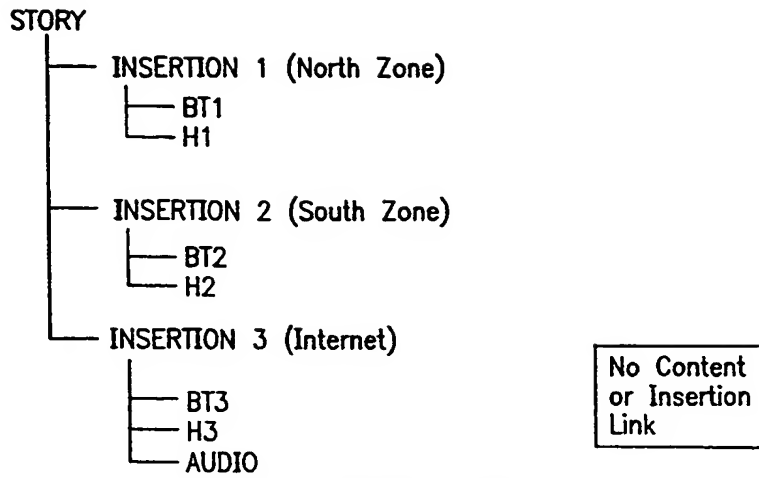 STORY
INSERTION 1 (North Zone)
BT1
H1
INSERTION 2 (South Zone)
BT2
H2
INSERTION 3 (Internet)
BT3
H3
AUDIO
No Content
or Insertion
Link